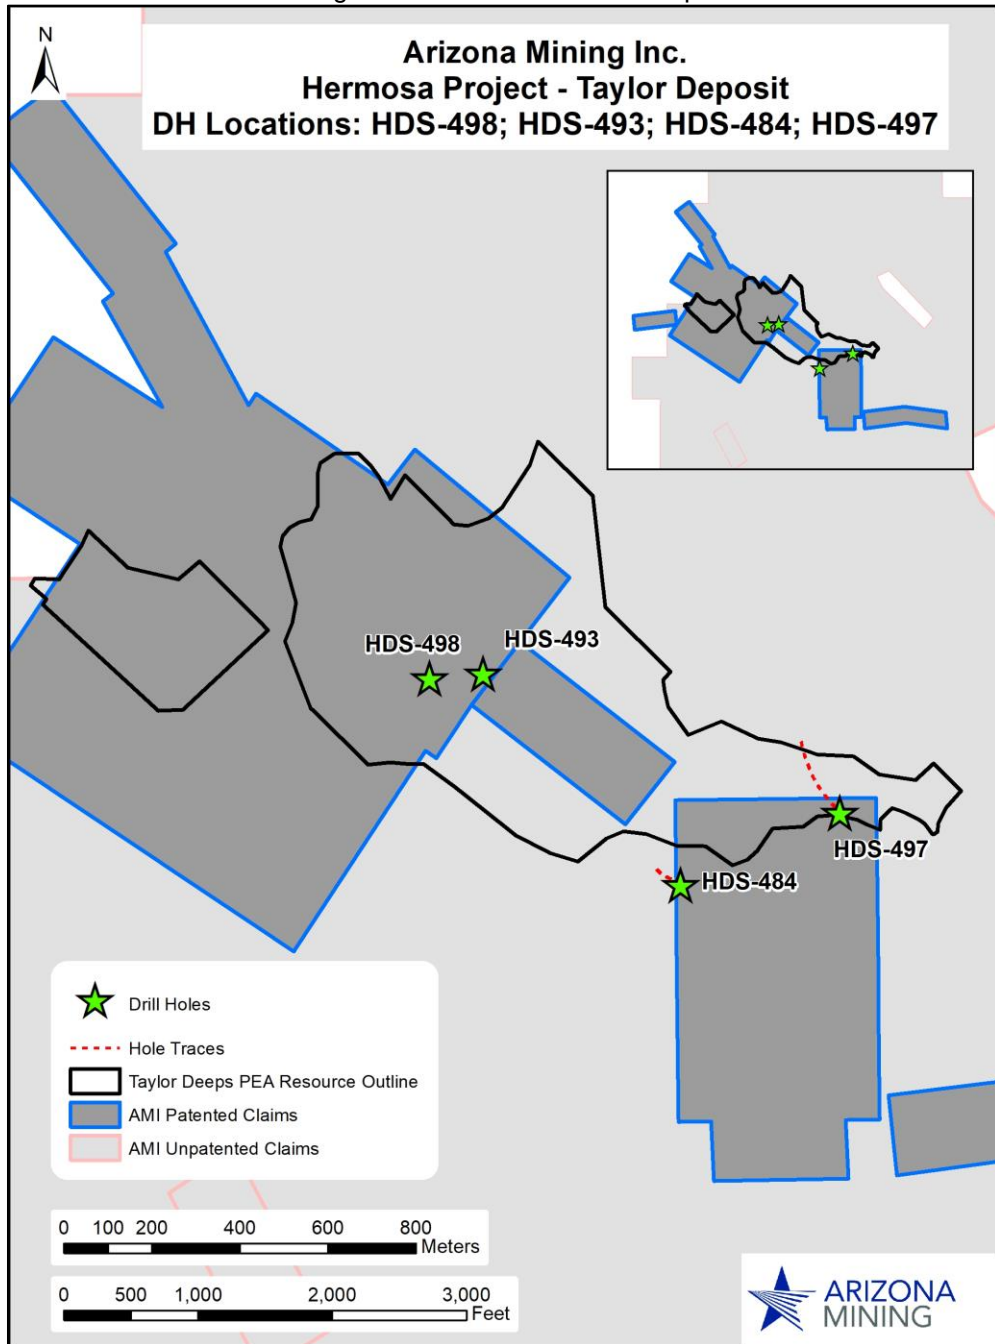 N
Arizona Mining Inc.
Hermosa Project - Taylor Deposit
DH Locations: HDS-498; HDS-493; HDS-484; HDS-497
HDS-498
HDS-493
HDS-497
HDS-484
Drill Holes
Hole Traces
Taylor Deeps PEA Resource Outline
AMI Patented Claims
AMI Unpatented Claims
0 100 200 400 600 800
Meters
0 500 1,000 2,000 3,000
Feet
ARIZONA
MINING